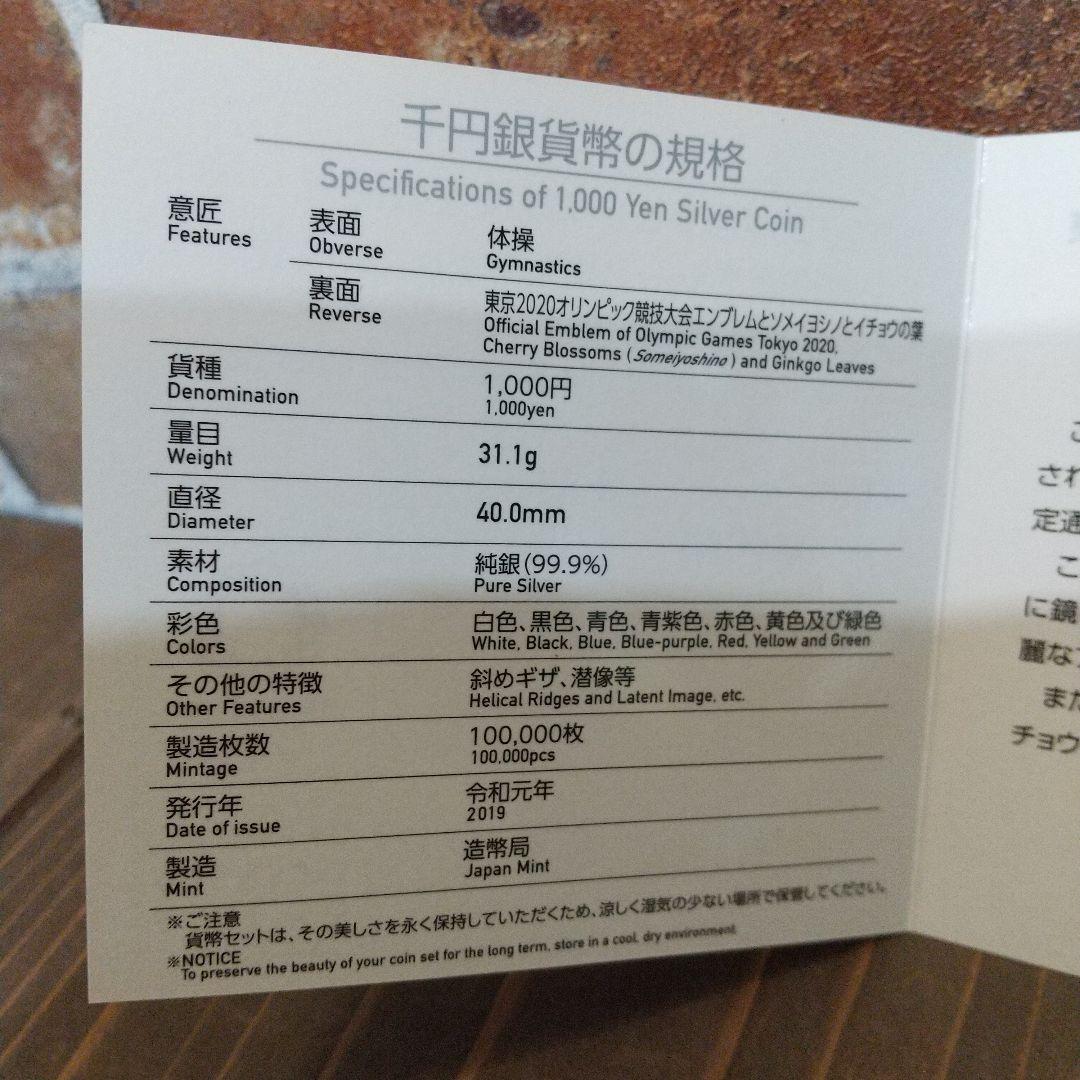 千円銀貨幣の規格
Specifications of 1,000 Yen Silver Coin
意匠
Features
表面
Obverse
体操
Gymnastics
裏面
Reverse
東京2020オリンピック競技大会エンブレムとソメイヨシノとイチョウの葉
Official Emblem of Olympic Games Tokyo 2020,
Cherry Blossoms (Someiyoshino) and Ginkgo Leaves
貨種
Denomination
1,000円
1,000yen
量目
Weight
31.1g
直径
Diameter
40.0mm
素材
Composition
純銀(99.9%)
Pure Silver
彩色
Colors
白色、黒色、青色、青紫色、赤色、黄色及び緑色
White, Black, Blue, Blue-purple, Red, Yellow and Green
その他の特徴
Other Features
斜めギザ、潜像等
Helical Ridges and Latent Image, etc.
製造枚数
Mintage
100,000枚
100,000pcs
発行年
Date of issue
令和元年
2019
製造
Mint
造幣局
Japan Mint
※ご注意
貨幣セットは、その美しさを永く保持していただくため、涼しく湿気の少ない場所で保管してください。
※NOTICE
To preserve the beauty of your coin set for the long term, store in a cool, dry environment.
こ
され
定通
こ
に鏡
麗な
また
チョウ